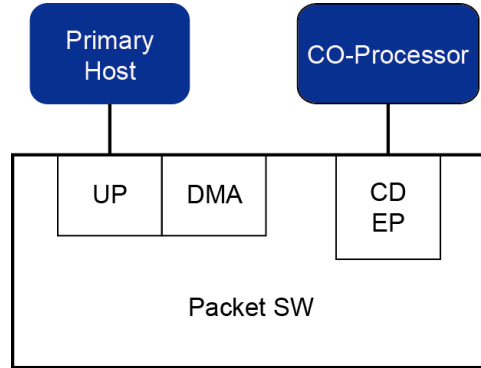 Primary
Host
CO-Processor
UP
DMA
CD
EP
Packet SW